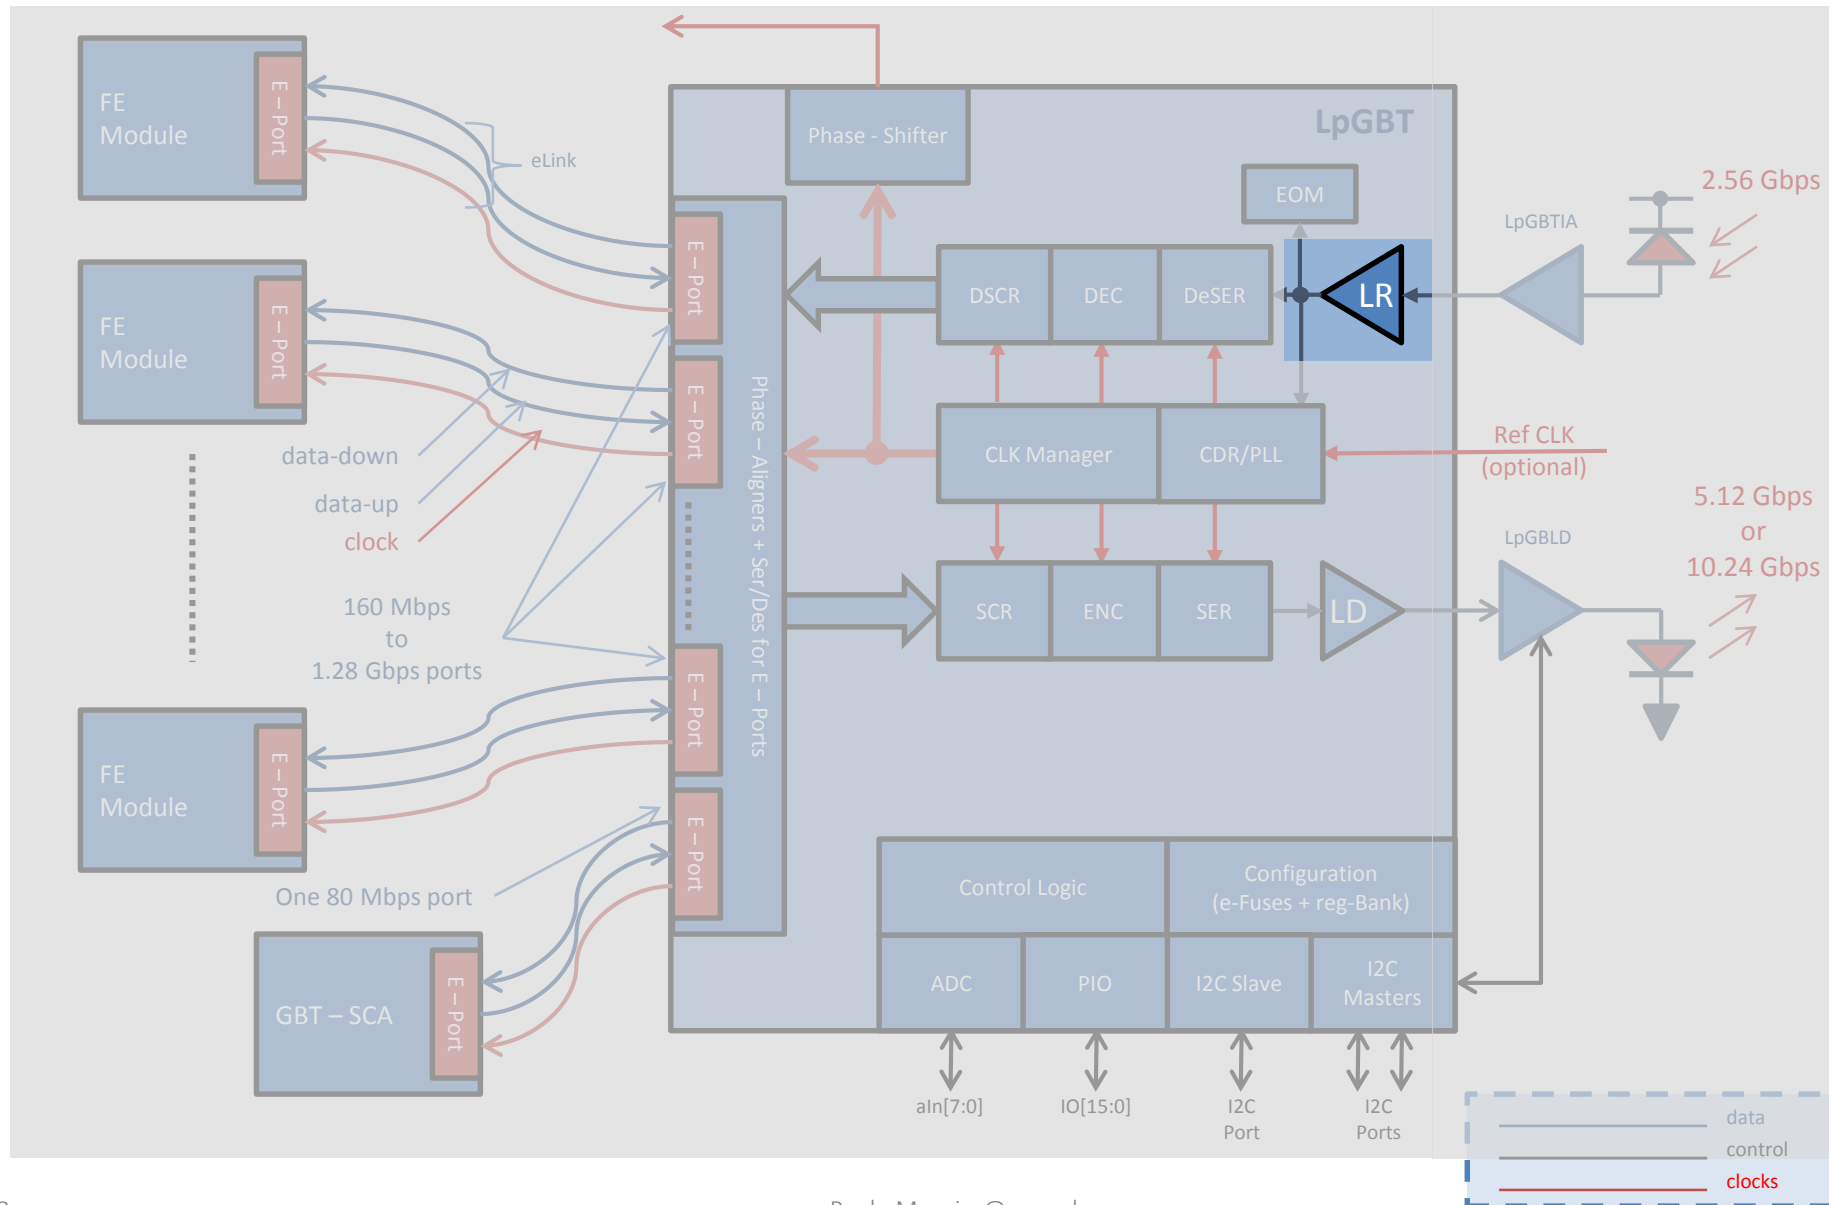 FE
Module
E – Port
eLink
Phase - Shifter
LpGBT
EOM
2.56 Gbps
LpGBTIA
E – Port
DSCR
DEC
DeSER
LR
FE
Module
E – Port
E – Port
Phase – Aligners + Ser/Des for E – Ports
data-down
data-up
clock
CLK Manager
CDR/PLL
Ref CLK
(optional)
5.12 Gbps
or
10.24 Gbps
LpGBLD
160 Mbps
to
1.28 Gbps ports
SCR
ENC
SER
LD
E – Port
FE
Module
E – Port
E – Port
One 80 Mbps port
Control Logic
Configuration
(e-Fuses + reg-Bank)
GBT – SCA
E – Port
ADC
PIO
I2C Slave
I2C
Masters
aIn[7:0]
IO[15:0]
I2C
Port
I2C
Ports
data
control
clocks